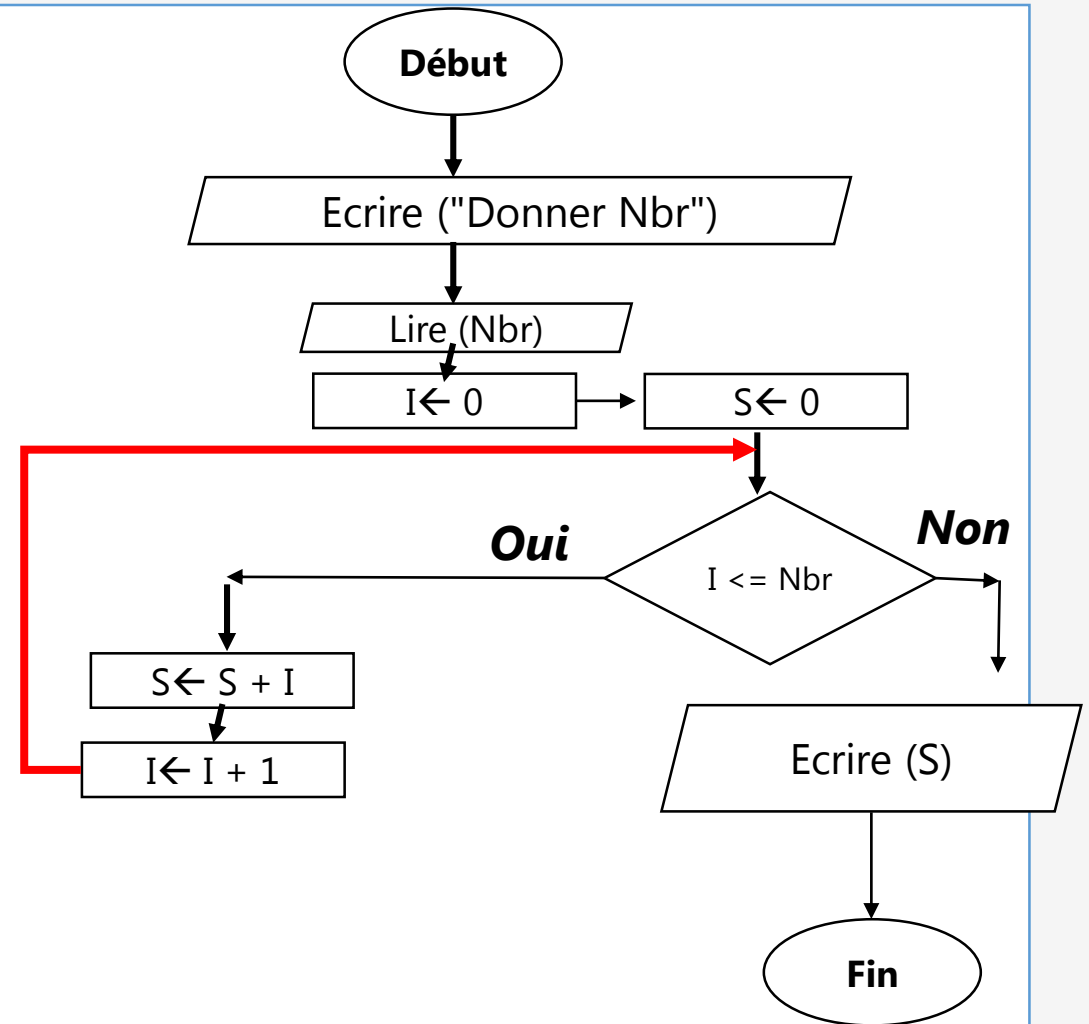 Début
Ecrire ("Donner Nbr")
Lire (Nbr)
I← 0
S← 0
Oui
Non
I <= Nbr
S← S + I
I← I + 1
Ecrire (S)
Fin